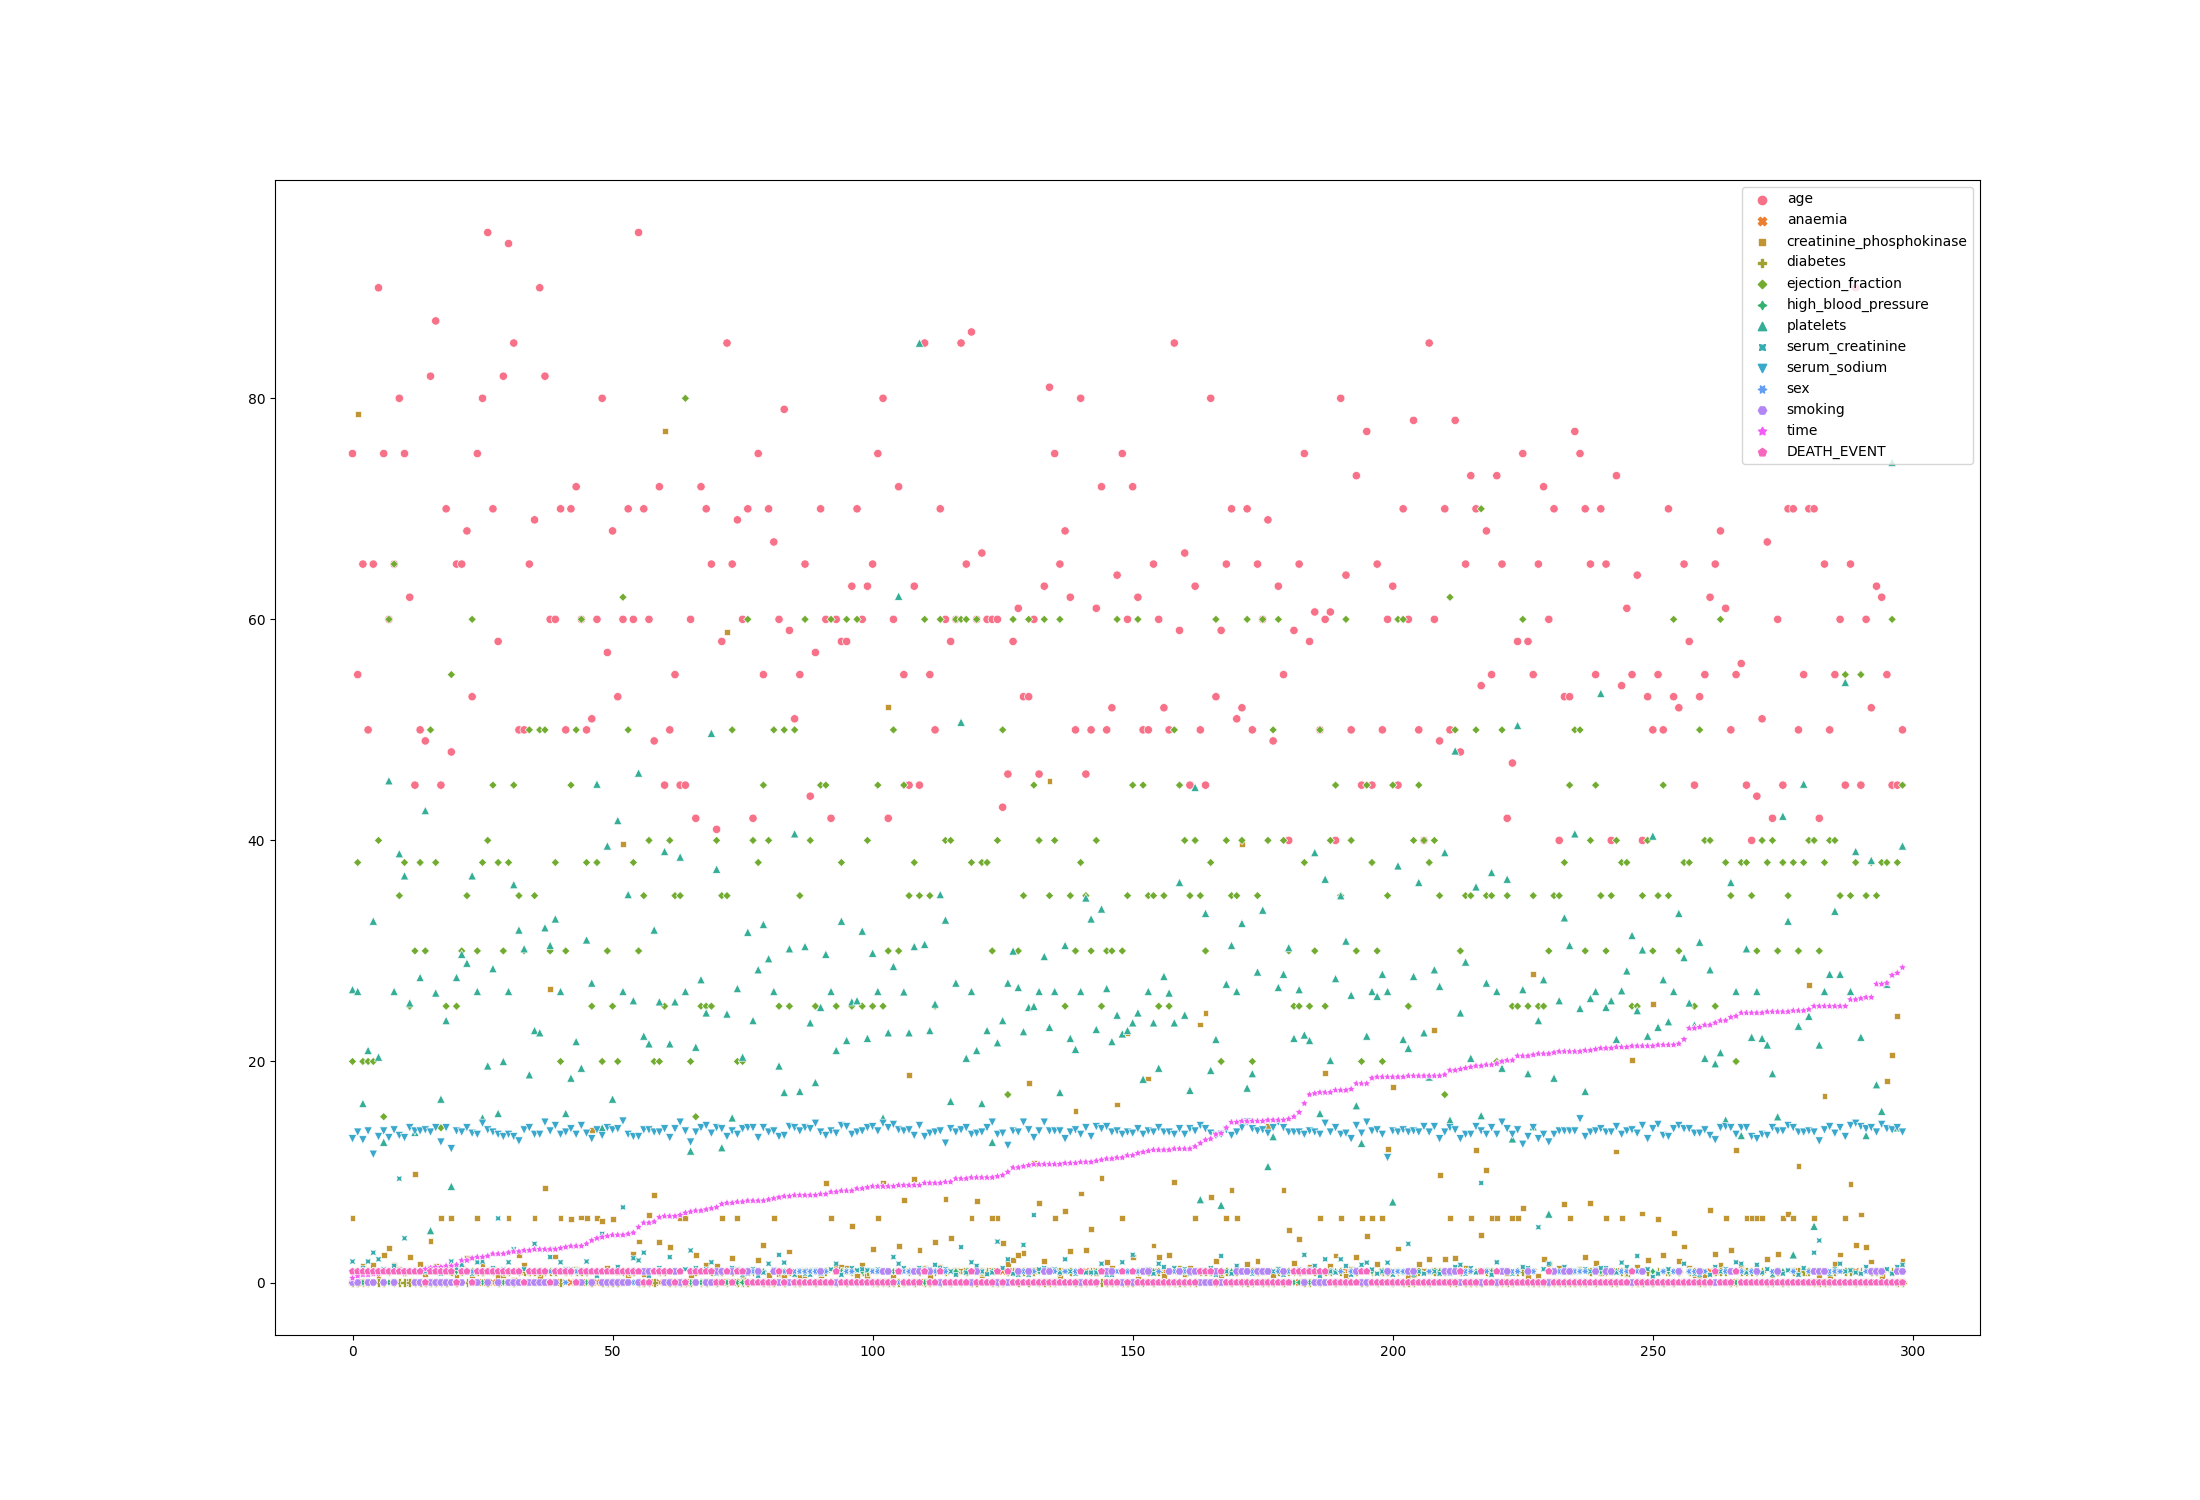 age
anaemia
creatinine_phosphokinase
diabetes
ejection_fraction
high_blood_pressure
platelets
serum_creatinine
serum_sodium
sex
smoking
time
DEATH_EVENT
80
60
40
20
0
0 50 100 150 200 250 300